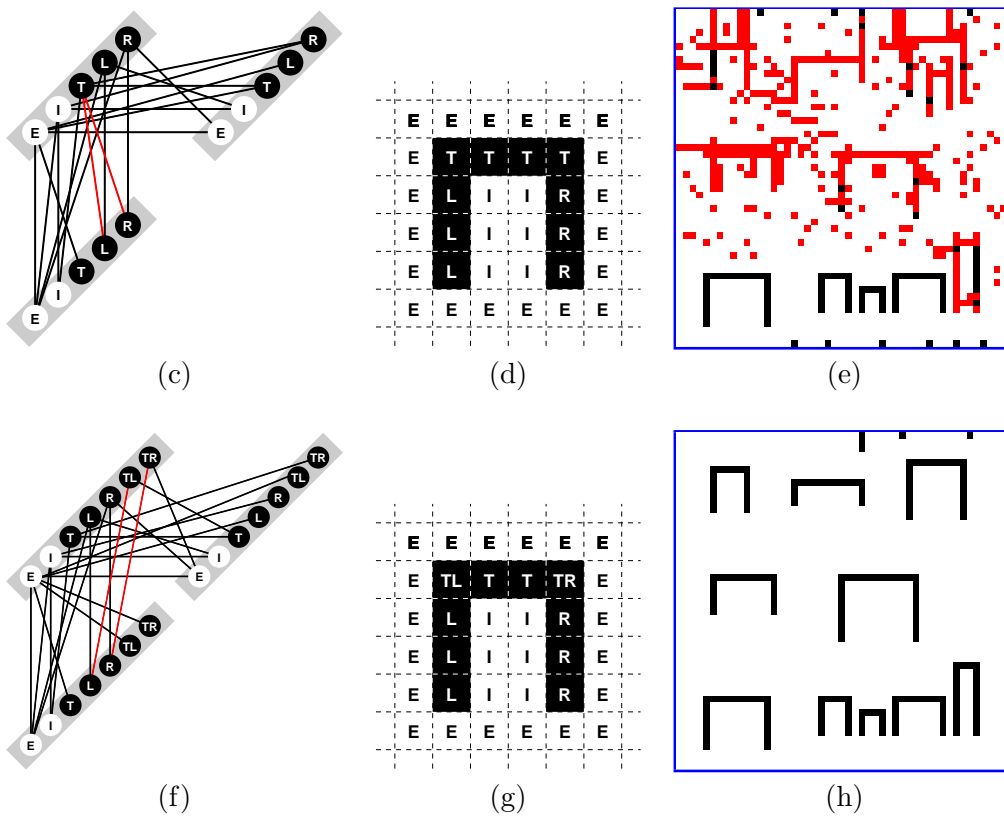 R
L
T
I
E
R
L
T
I
E
R
L
T
I
E
E E E E E E
E T T T T E
E L I I R E
E L I I R E
E L I I R E
E E E E E E
(c) (d) (e)
TR
TL
R
L
T
I
E
TR
TL
R
L
T
I
E
TR
TL
R
L
T
I
E
E E E E E E
E TL T T TR E
E L I I R E
E L I I R E
E L I I R E
E E E E E E
(f) (g) (h)